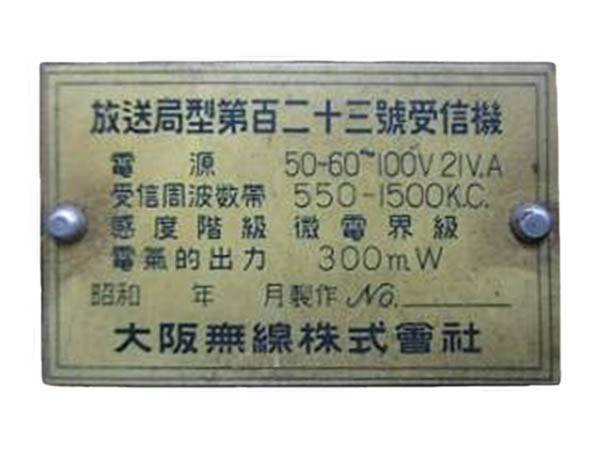 放送局型第百二十三號受信機
電源 50-60~100V 21V.A
受信周波数帯 550-1500K.C.
感度階級 微電界級
電氣的出力 300mW
昭和 年 月製作 No.
大阪無線株式會社